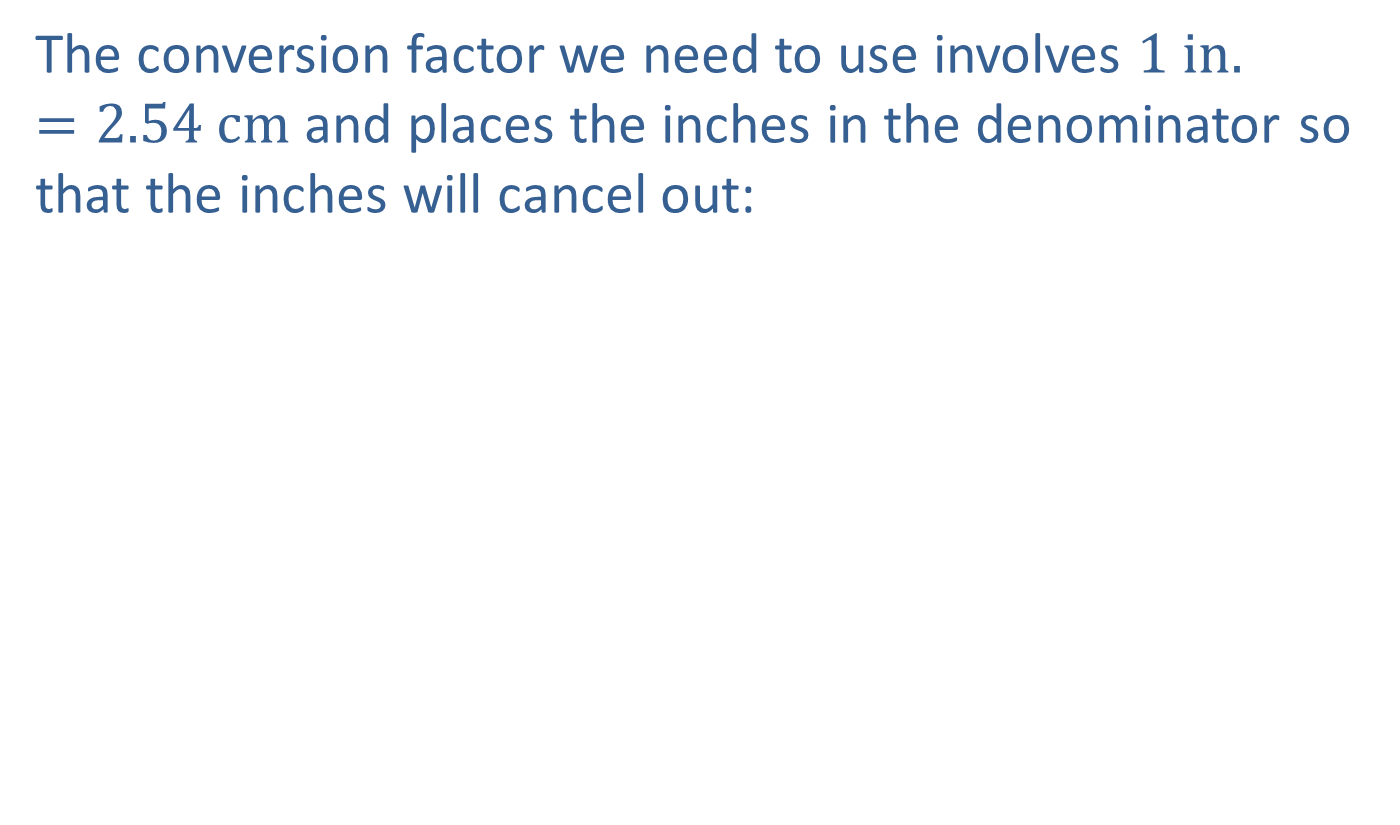 The conversion factor we need to use involves 1 in.
= 2.54 cm and places the inches in the denominator so
that the inches will cancel out: